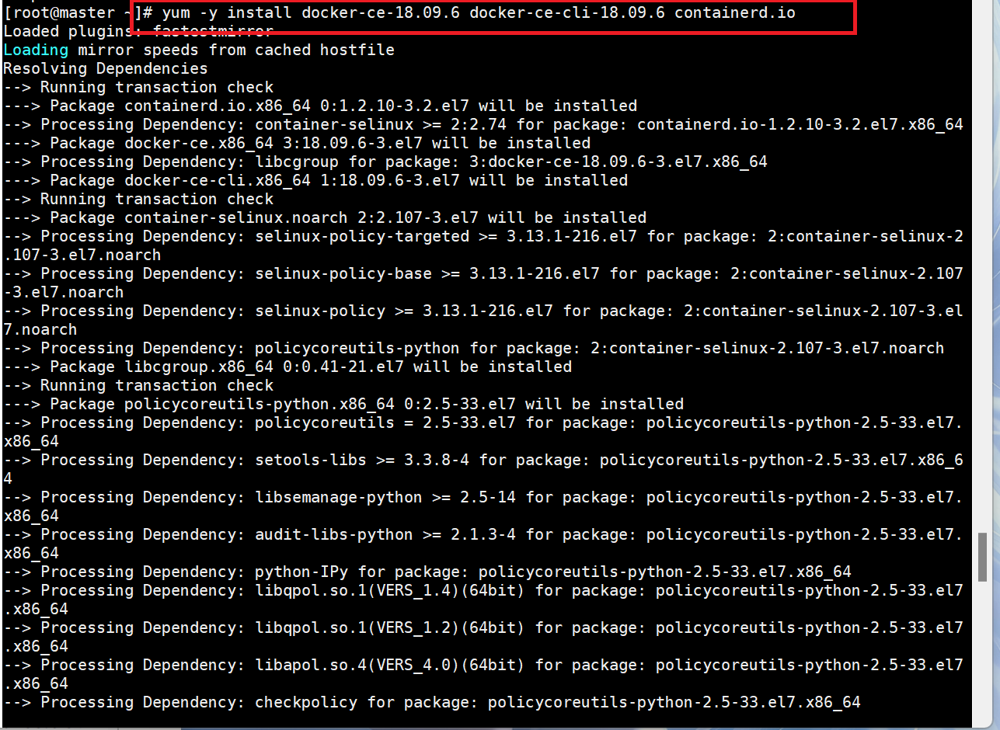 [root@master ~]# yum -y install docker-ce-18.09.6 docker-ce-cli-18.09.6 containerd.io
Loaded plugins: fastestmirror
Loading mirror speeds from cached hostfile
Resolving Dependencies
--> Running transaction check
---> Package containerd.io.x86_64 0:1.2.10-3.2.el7 will be installed
--> Processing Dependency: container-selinux >= 2:2.74 for package: containerd.io-1.2.10-3.2.el7.x86_64
---> Package docker-ce.x86_64 3:18.09.6-3.el7 will be installed
--> Processing Dependency: libcgroup for package: 3:docker-ce-18.09.6-3.el7.x86_64
---> Package docker-ce-cli.x86_64 1:18.09.6-3.el7 will be installed
--> Running transaction check
---> Package container-selinux.noarch 2:2.107-3.el7 will be installed
--> Processing Dependency: selinux-policy-targeted >= 3.13.1-216.el7 for package: 2:container-selinux-2
.107-3.el7.noarch
--> Processing Dependency: selinux-policy-base >= 3.13.1-216.el7 for package: 2:container-selinux-2.107
-3.el7.noarch
--> Processing Dependency: selinux-policy >= 3.13.1-216.el7 for package: 2:container-selinux-2.107-3.el
7.noarch
--> Processing Dependency: policycoreutils-python for package: 2:container-selinux-2.107-3.el7.noarch
---> Package libcgroup.x86_64 0:0.41-21.el7 will be installed
--> Running transaction check
---> Package policycoreutils-python.x86_64 0:2.5-33.el7 will be installed
--> Processing Dependency: policycoreutils = 2.5-33.el7 for package: policycoreutils-python-2.5-33.el7.
x86_64
--> Processing Dependency: setools-libs >= 3.3.8-4 for package: policycoreutils-python-2.5-33.el7.x86_6
4
--> Processing Dependency: libsemanage-python >= 2.5-14 for package: policycoreutils-python-2.5-33.el7.
x86_64
--> Processing Dependency: audit-libs-python >= 2.1.3-4 for package: policycoreutils-python-2.5-33.el7.
x86_64
--> Processing Dependency: python-IPy for package: policycoreutils-python-2.5-33.el7.x86_64
--> Processing Dependency: libqpol.so.1(VERS_1.4)(64bit) for package: policycoreutils-python-2.5-33.el7
.x86_64
--> Processing Dependency: libqpol.so.1(VERS_1.2)(64bit) for package: policycoreutils-python-2.5-33.el7
.x86_64
--> Processing Dependency: libapol.so.4(VERS_4.0)(64bit) for package: policycoreutils-python-2.5-33.el7
.x86_64
--> Processing Dependency: checkpolicy for package: policycoreutils-python-2.5-33.el7.x86_64